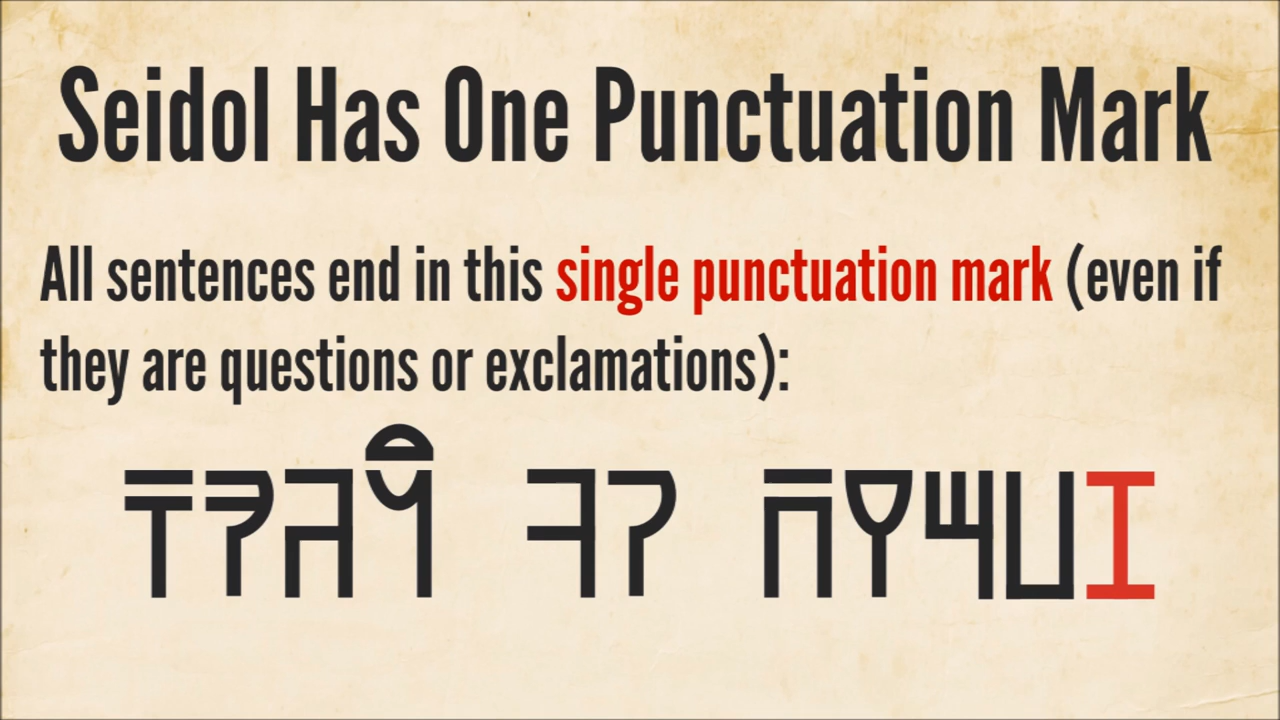 Seidol Has One Punctuation Mark
All sentences end in this single punctuation mark (even if
they are questions or exclamations):